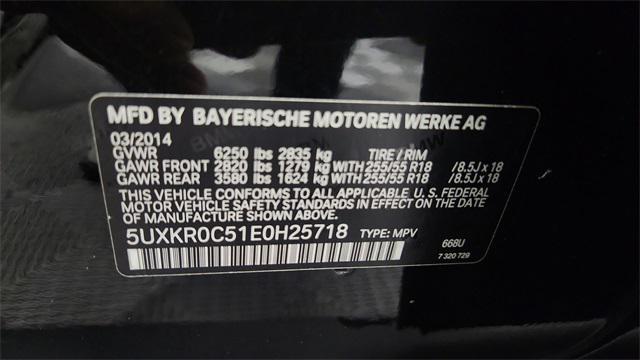 MFD BY BAYERISCHE MOTOREN WERKE AG
03/2014
GVWR 6250 lbs 2835 kg TIRE / RIM
GAWR FRONT 2820 lbs 1279 kg WITH 255/55 R18 /8.5J x 18
GAWR REAR 3580 lbs 1624 kg WITH 255/55 R18 /8.5J x 18
THIS VEHICLE CONFORMS TO ALL APPLICABLE U. S. FEDERAL
MOTOR VEHICLE SAFETY STANDARDS IN EFFECT ON THE DATE OF
MANUFACTURE SHOWN ABOVE.
5UXKR0C51E0H25718 TYPE: MPV
668U
7 320 729